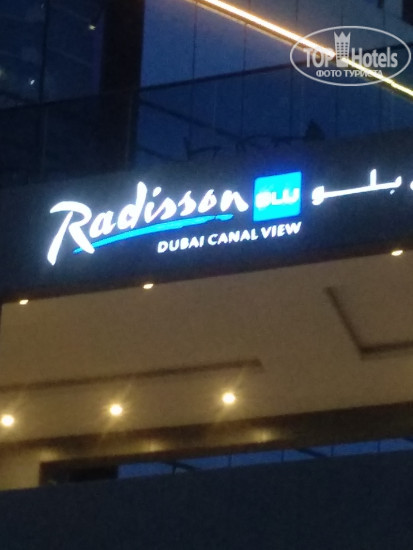 TOP Hotels
ФОТО ТУРИСТА
Radisson BLU بلو
DUBAI CANAL VIEW